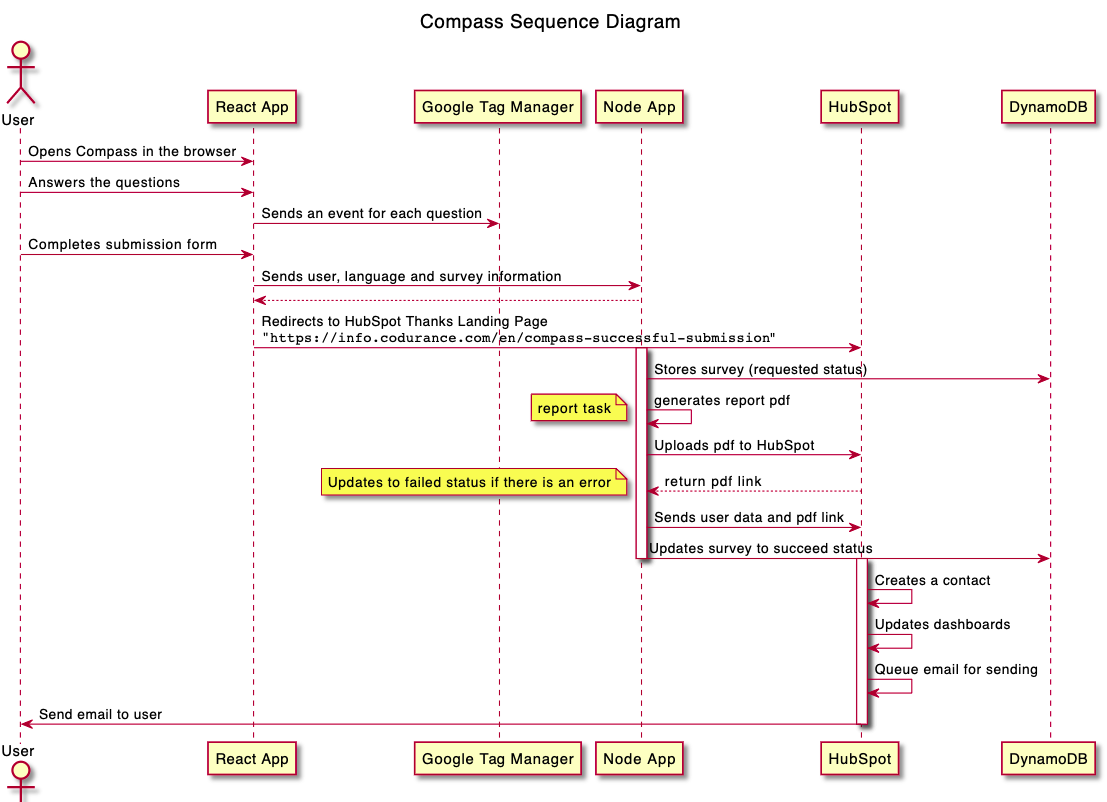 Compass Sequence Diagram
User
React App
Google Tag Manager
Node App
HubSpot
DynamoDB
Opens Compass in the browser
Answers the questions
Sends an event for each question
Completes submission form
Sends user, language and survey information
Redirects to HubSpot Thanks Landing Page
"https://info.codurance.com/en/compass-successful-submission"
Stores survey (requested status)
report task
generates report pdf
Uploads pdf to HubSpot
Updates to failed status if there is an error
return pdf link
Sends user data and pdf link
Updates survey to succeed status
Creates a contact
Updates dashboards
Queue email for sending
Send email to user
User
React App
Google Tag Manager
Node App
HubSpot
DynamoDB